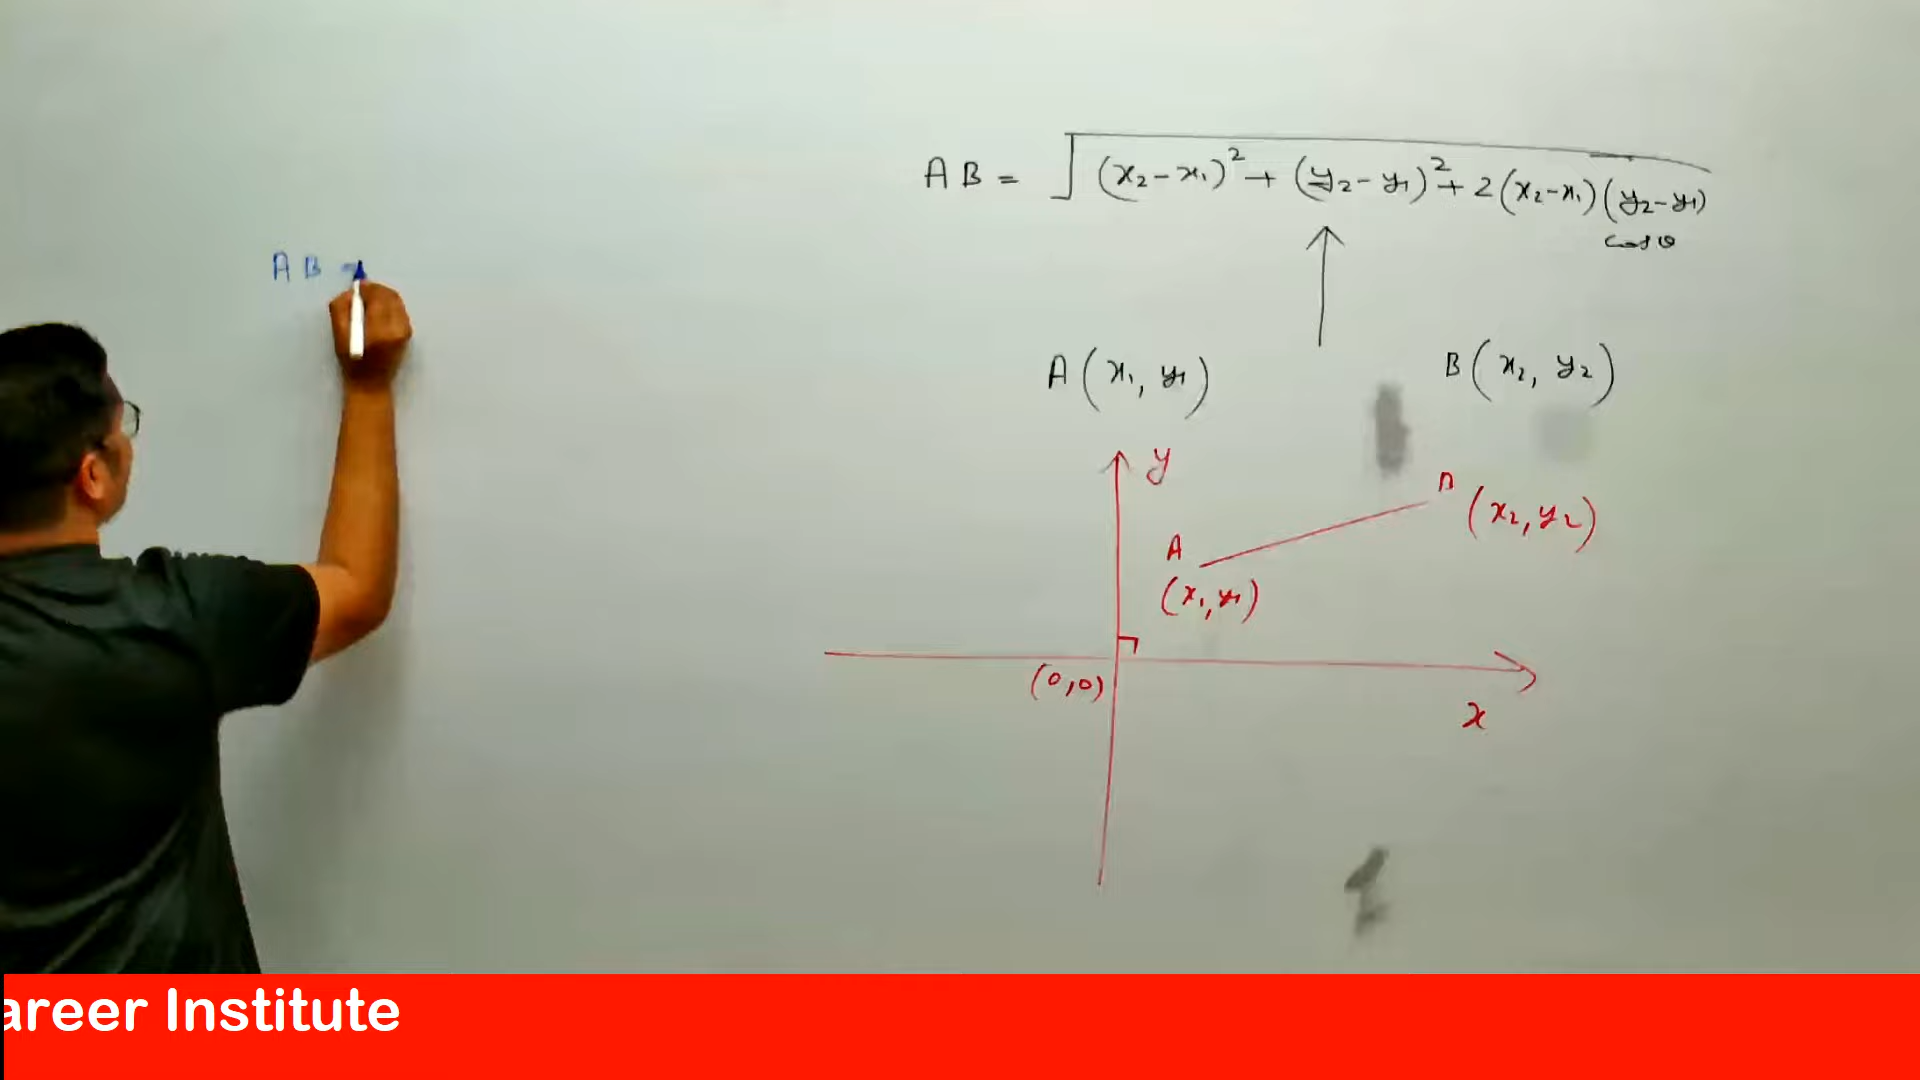 AB = √(x₂-x₁)² + (y₂-y₁)² + 2(x₂-x₁)(y₂-y₁)
cosθ
AB =
A(x₁, y₁)
B(x₂, y₂)
y
B
(x₂, y₂)
A
(x₁, y₁)
(0,0)
x
areer Institute